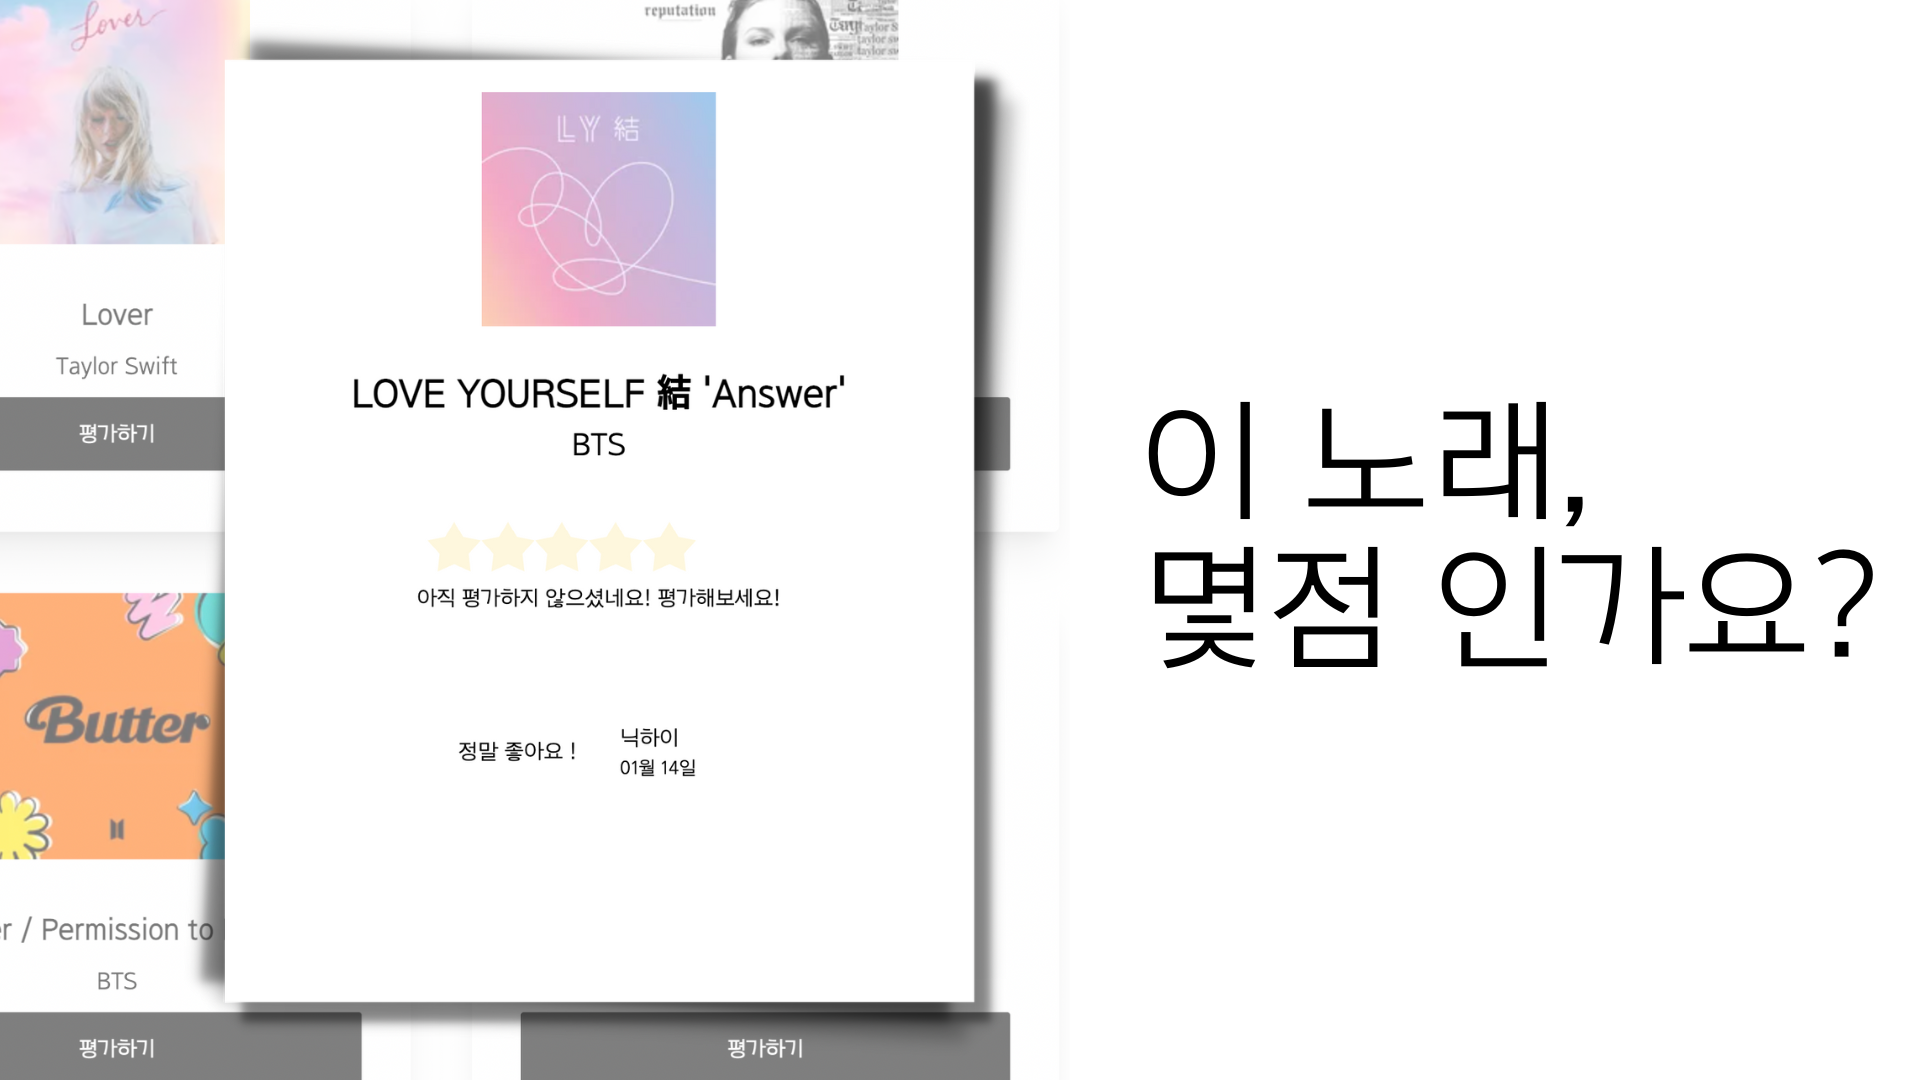 Lover
reputation
LY 結
Lover
Taylor Swift
평가하기
LOVE YOURSELF 結 'Answer'
BTS
아직 평가하지 않으셨네요! 평가해보세요!
정말 좋아요 !
닉하이
01월 14일
Butter
/ Permission to
BTS
평가하기
평가하기
이 노래,
몇점 인가요?